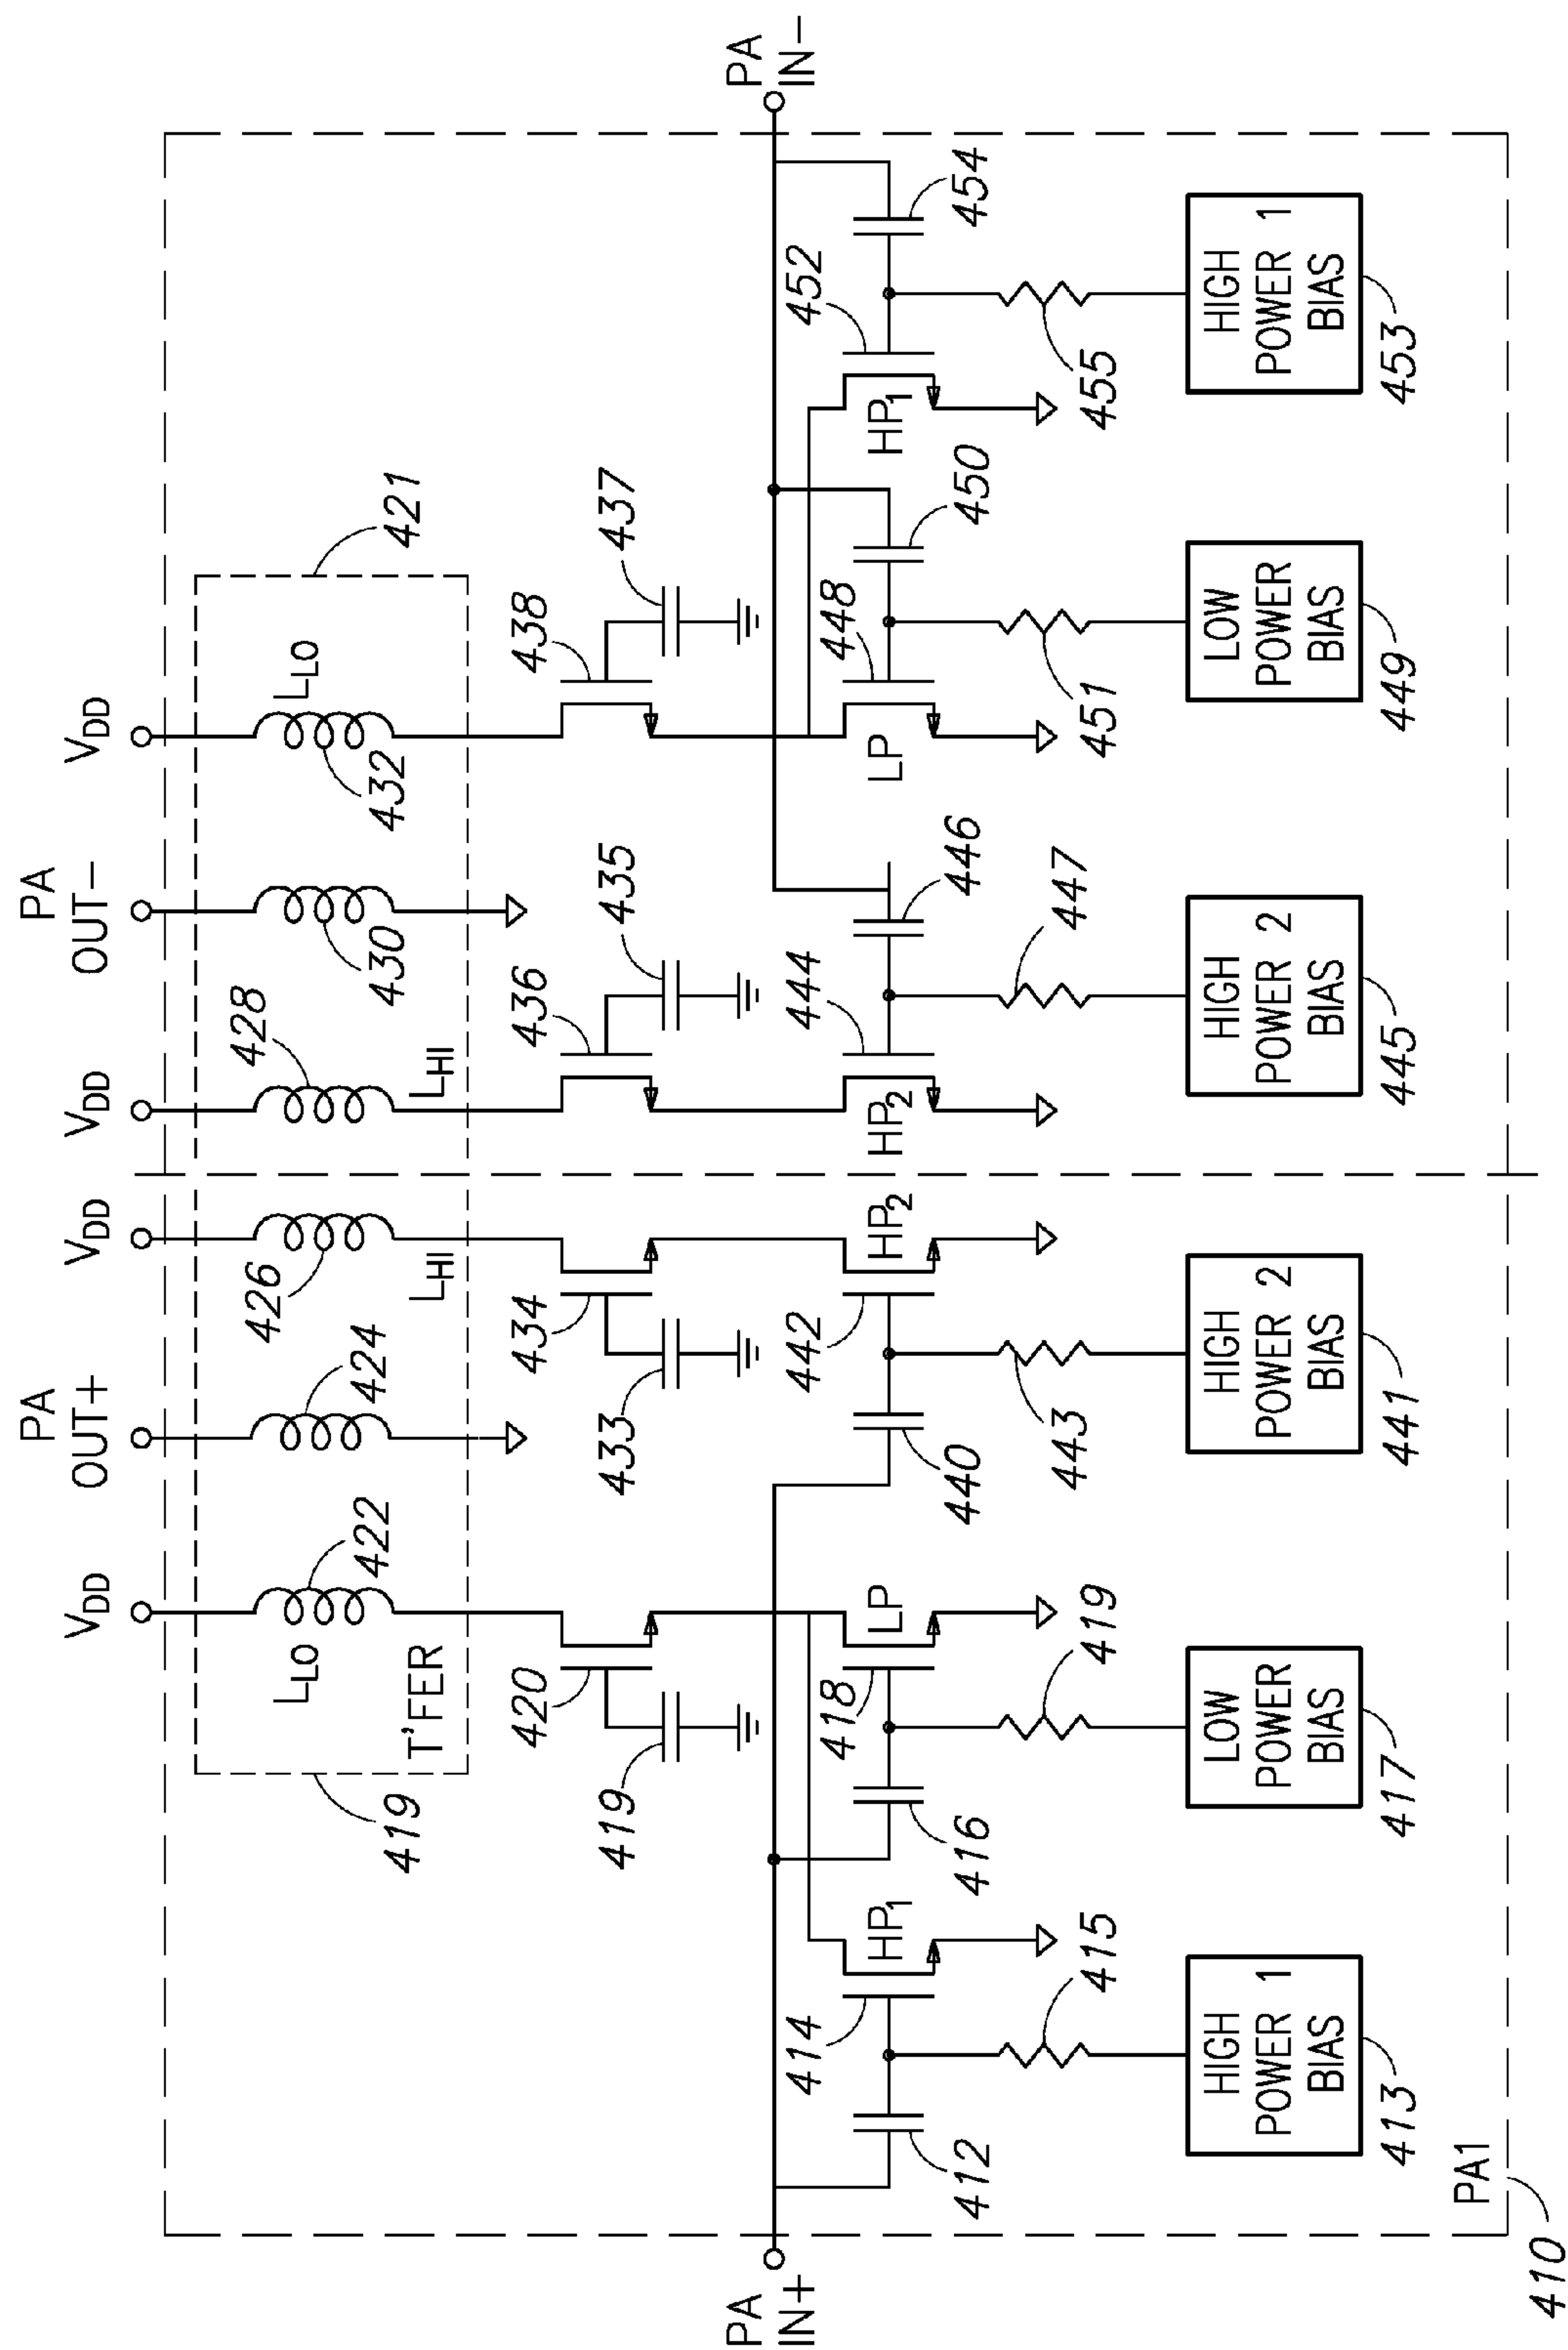 PA
OUT+
PA
OUT−
VDD
VDD
VDD
VDD
LLO
422
424
426
LHI
428
LHI
430
432
LLO
T'FER
419
421
420
419
434
433
436
435
438
437
PA
IN+
PA
IN−
HP1
LP
HP2
HP2
LP
HP1
414
418
442
444
448
452
412
416
440
446
450
454
415
419
443
447
451
455
HIGH
POWER 1
BIAS
413
LOW
POWER
BIAS
417
HIGH
POWER 2
BIAS
441
HIGH
POWER 2
BIAS
445
LOW
POWER
BIAS
449
HIGH
POWER 1
BIAS
453
PA1
410